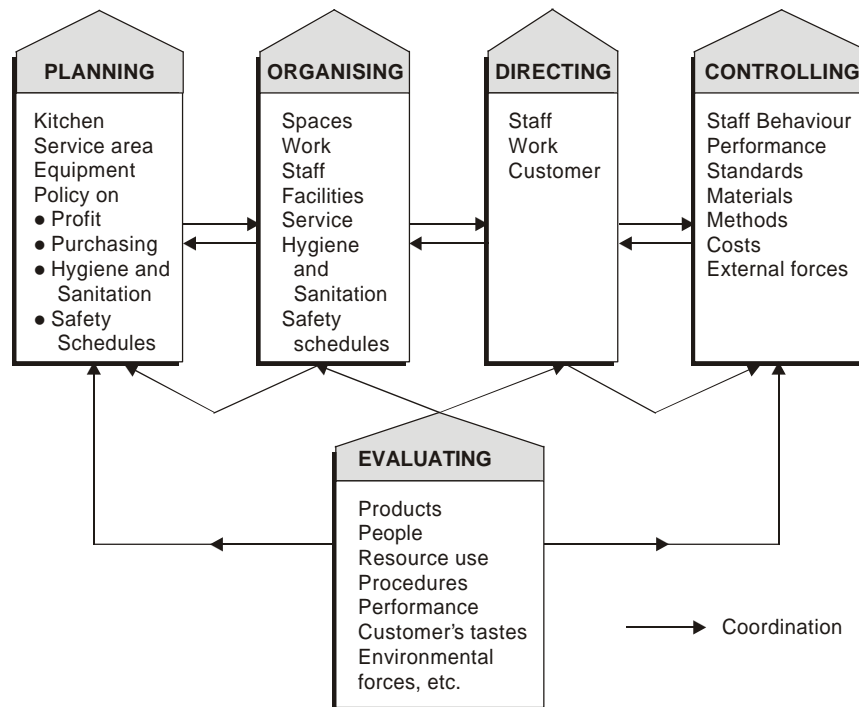 PLANNING
Kitchen
Service area
Equipment
Policy on
● Profit
● Purchasing
● Hygiene and
Sanitation
● Safety
Schedules
ORGANISING
Spaces
Work
Staff
Facilities
Service
Hygiene
and
Sanitation
Safety
schedules
DIRECTING
Staff
Work
Customer
CONTROLLING
Staff Behaviour
Performance
Standards
Materials
Methods
Costs
External forces
EVALUATING
Products
People
Resource use
Procedures
Performance
Customer's tastes
Environmental
forces, etc.
Coordination